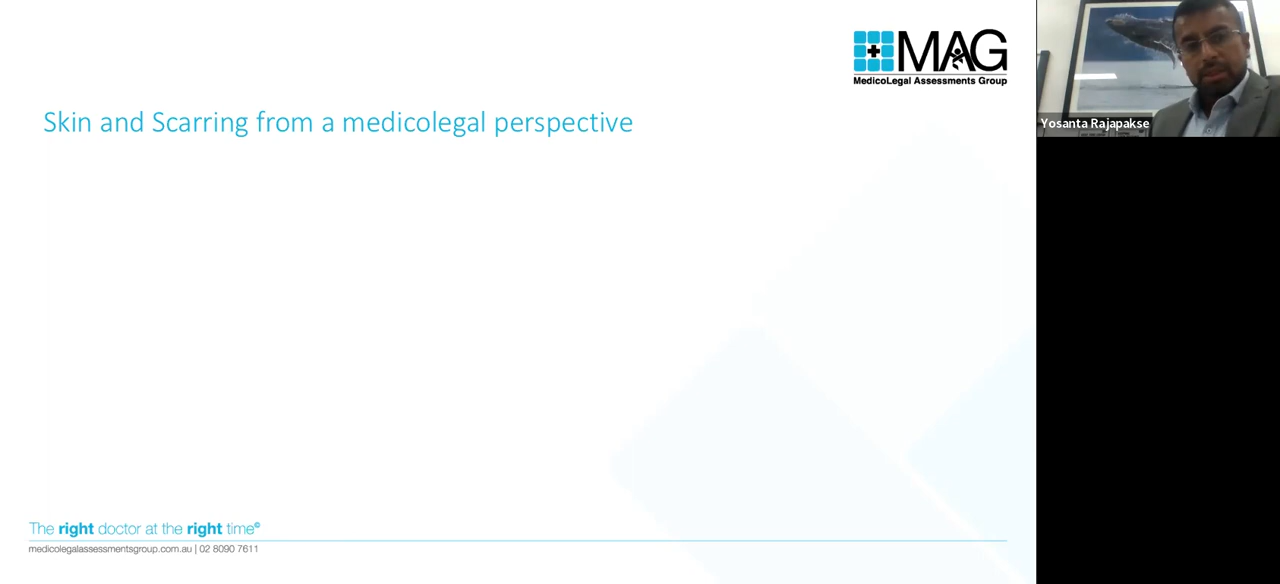 MAG
MedicoLegal Assessments Group
Yosanta Rajapakse
Skin and Scarring from a medicolegal perspective
The right doctor at the right time©
medicolegalassessmentsgroup.com.au | 02 8090 7611